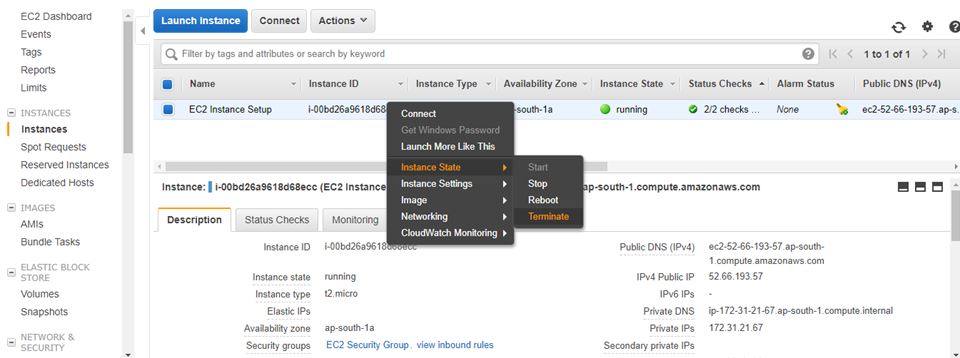 EC2 Dashboard
Events
Tags
Reports
Limits
INSTANCES
Instances
Spot Requests
Reserved Instances
Dedicated Hosts
IMAGES
AMIs
Bundle Tasks
ELASTIC BLOCK
STORE
Volumes
Snapshots
NETWORK &
SECURITY
Launch Instance Connect Actions
Filter by tags and attributes or search by keyword 1 to 1 of 1
Name Instance ID Instance Type Availability Zone Instance State Status Checks Alarm Status Public DNS (IPv4)
EC2 Instance Setup i-00bd26a9618d68 south-1a running 2/2 checks ... None ec2-52-66-193-57.ap-s
Connect
Get Windows Password
Launch More Like This
Instance State
Instance Settings
Image
Networking
CloudWatch Monitoring
Start
Stop
Reboot
Terminate
Instance: i-00bd26a9618d68ecc (EC2 Instance ap-south-1.compute.amazonaws.com
Description Status Checks Monitoring
Instance ID i-00bd26a9618d68ecc
Instance state running
Instance type t2.micro
Elastic IPs
Availability zone ap-south-1a
Security groups EC2 Security Group. view inbound rules
Public DNS (IPv4) ec2-52-66-193-57.ap-south-
1.compute.amazonaws.com
IPv4 Public IP 52.66.193.57
IPv6 IPs -
Private DNS ip-172-31-21-67.ap-south-1.compute.internal
Private IPs 172.31.21.67
Secondary private IPs